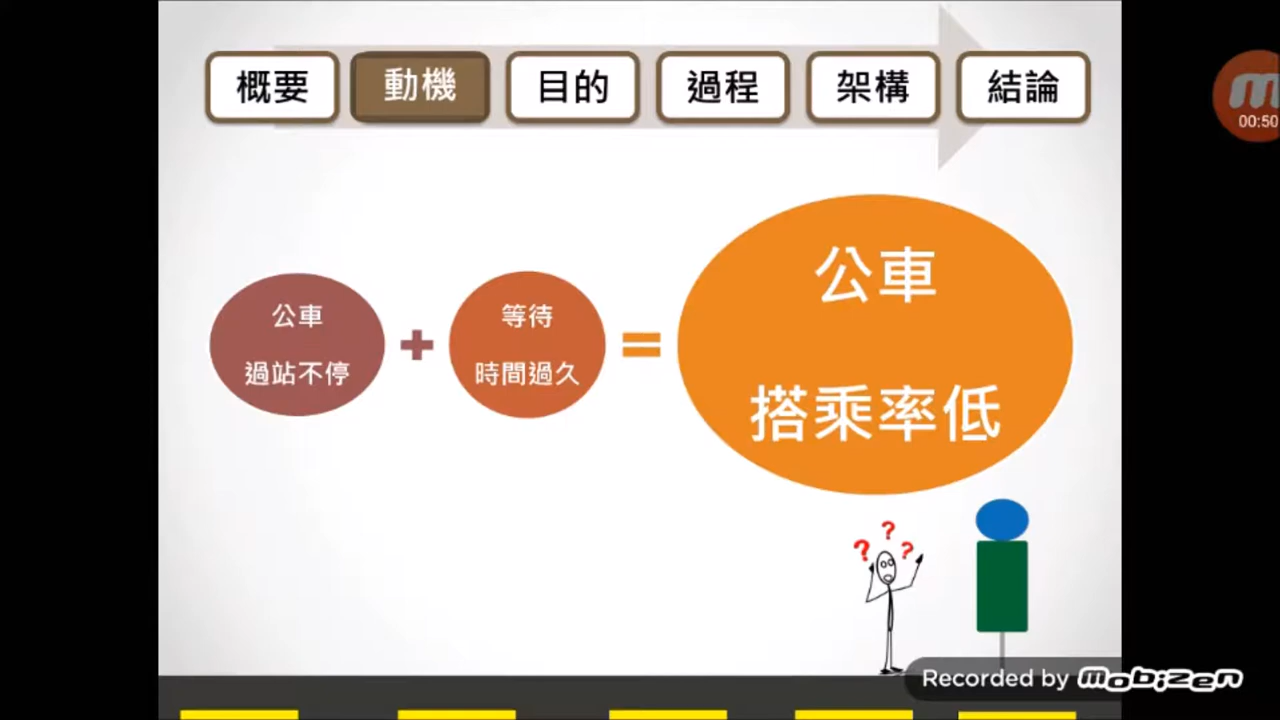 概要
動機
目的
過程
架構
結論
00:50
公車
過站不停
+
等待
時間過久
=
公車
搭乘率低
? ? ?
Recorded by mobizen